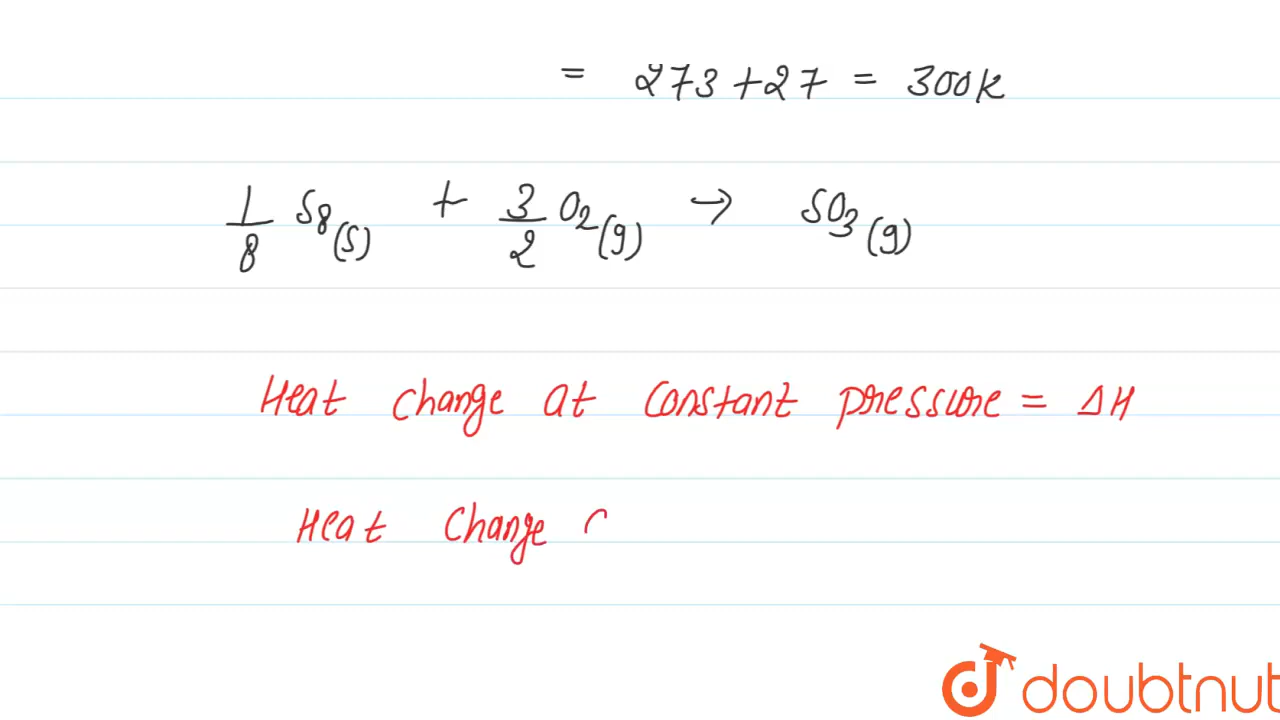 = 273 + 27 = 300k
1/8 S8(s) + 3/2 O2(g) → SO3(g)
Heat change at constant pressure = ΔH
Heat change
doubtnut